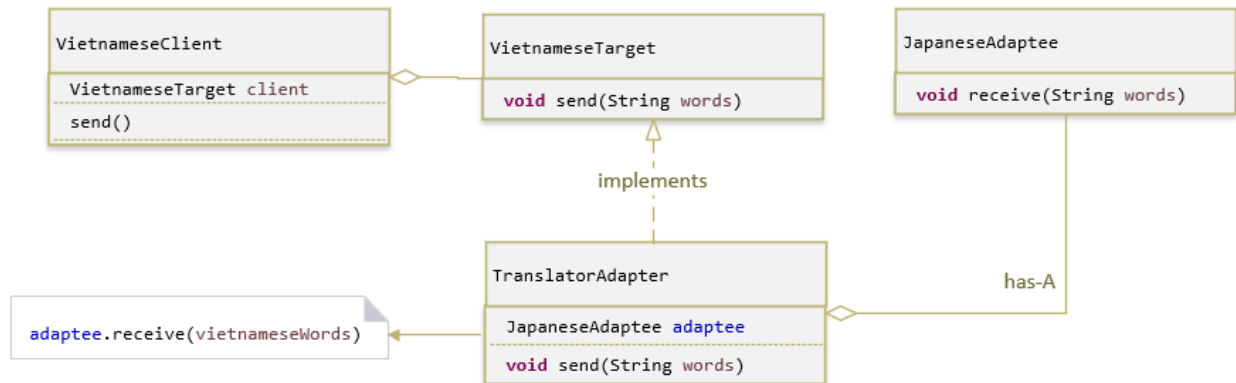 VietnameseClient
VietnameseTarget client
send()
VietnameseTarget
void send(String words)
JapaneseAdaptee
void receive(String words)
implements
TranslatorAdapter
JapaneseAdaptee adaptee
void send(String words)
has-A
adaptee.receive(vietnameseWords)